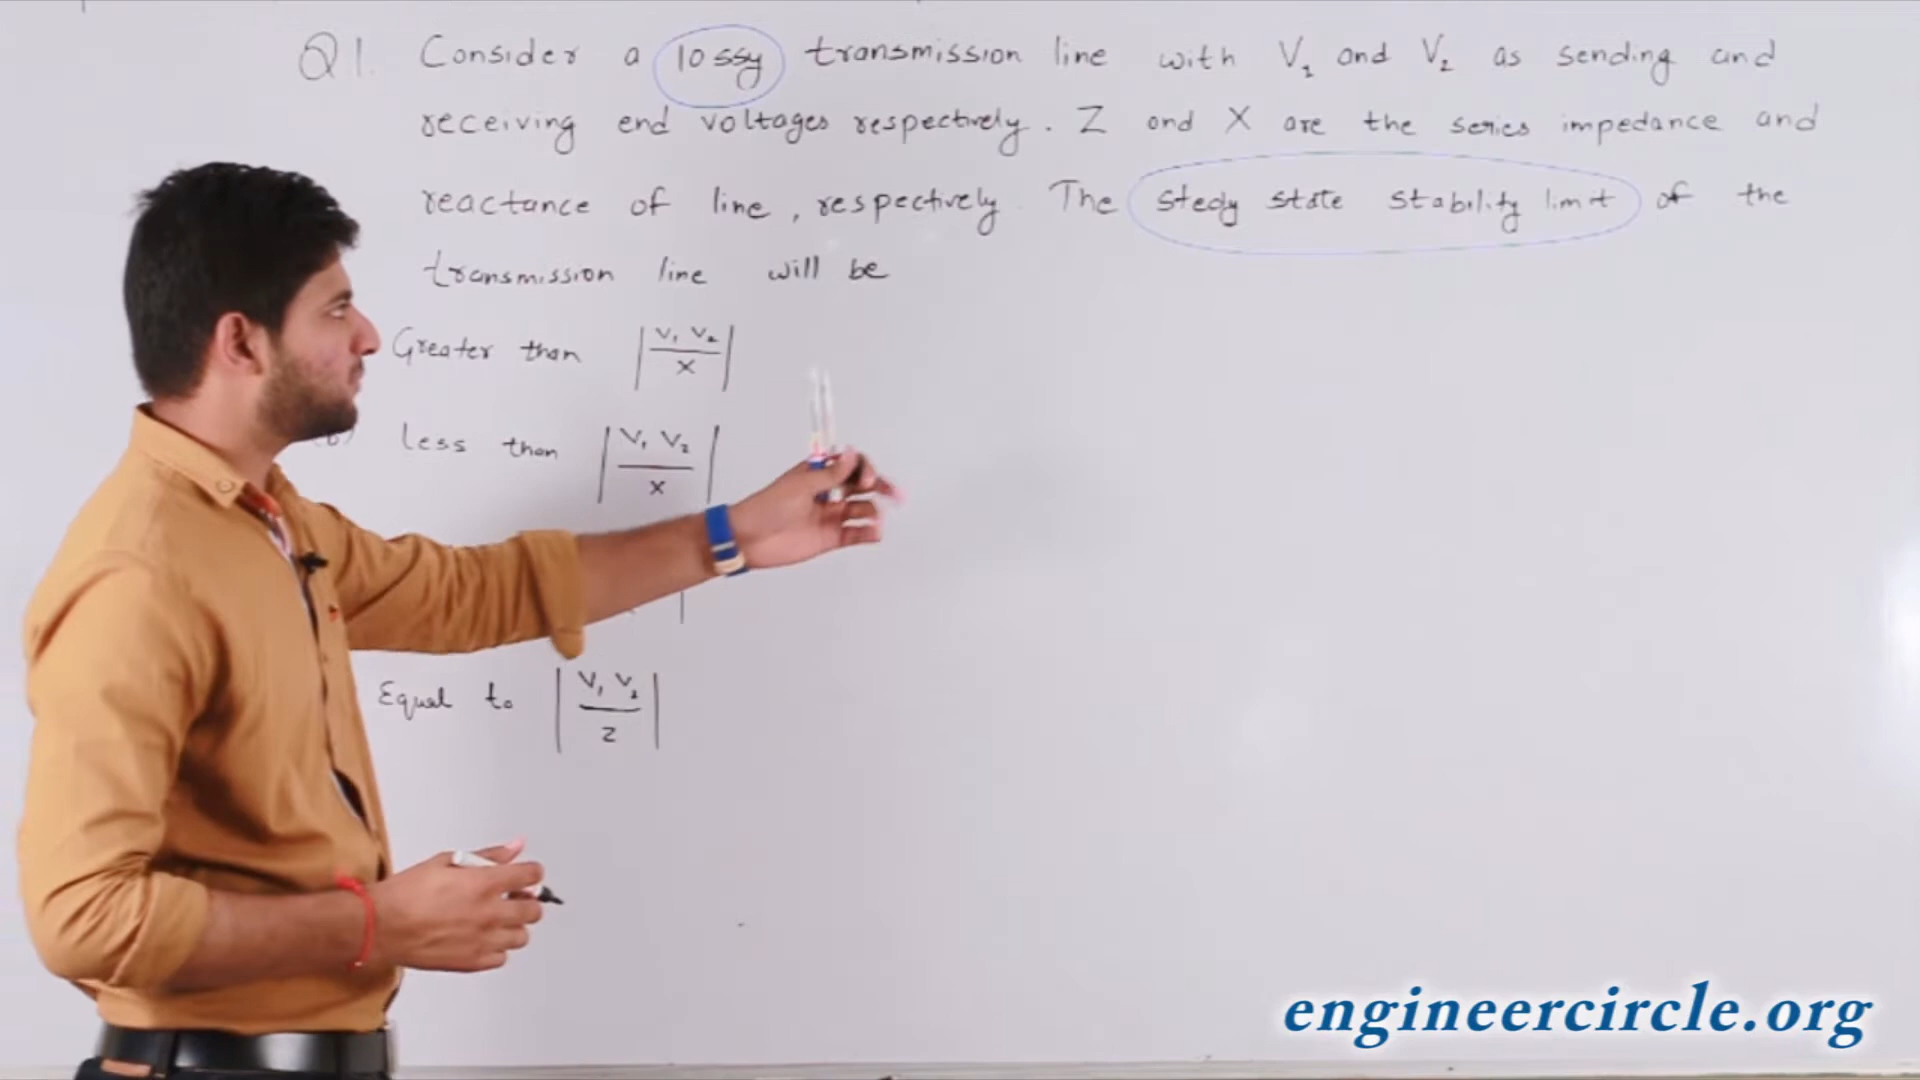 Q1. Consider a lossy transmission line with V1 and V2 as sending and
receiving end voltages respectively. Z and X are the series impedance and
reactance of line, respectively. The stedy state stability limit of the
transmission line will be
Greater than | V1 V2 / X |
Less than | V1 V2 / X |
Equal to | V1 V2 / Z |
engineercircle.org